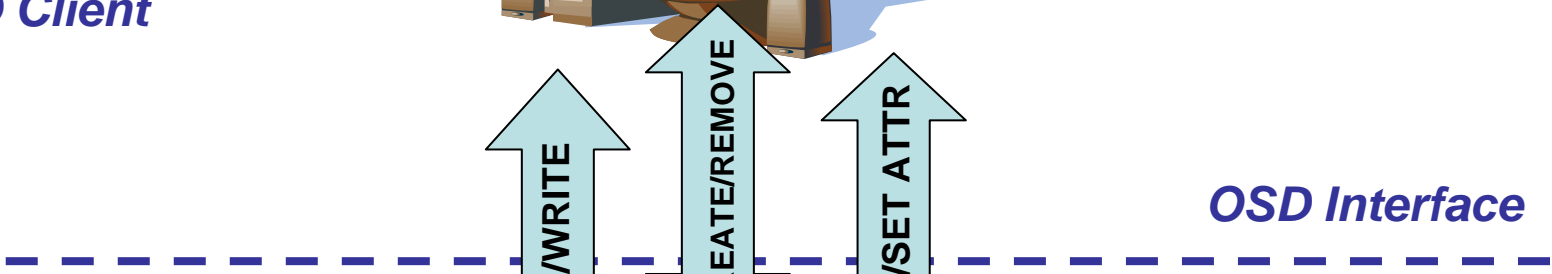 Client
/WRITE
EATE/REMOVE
/SET ATTR
OSD Interface